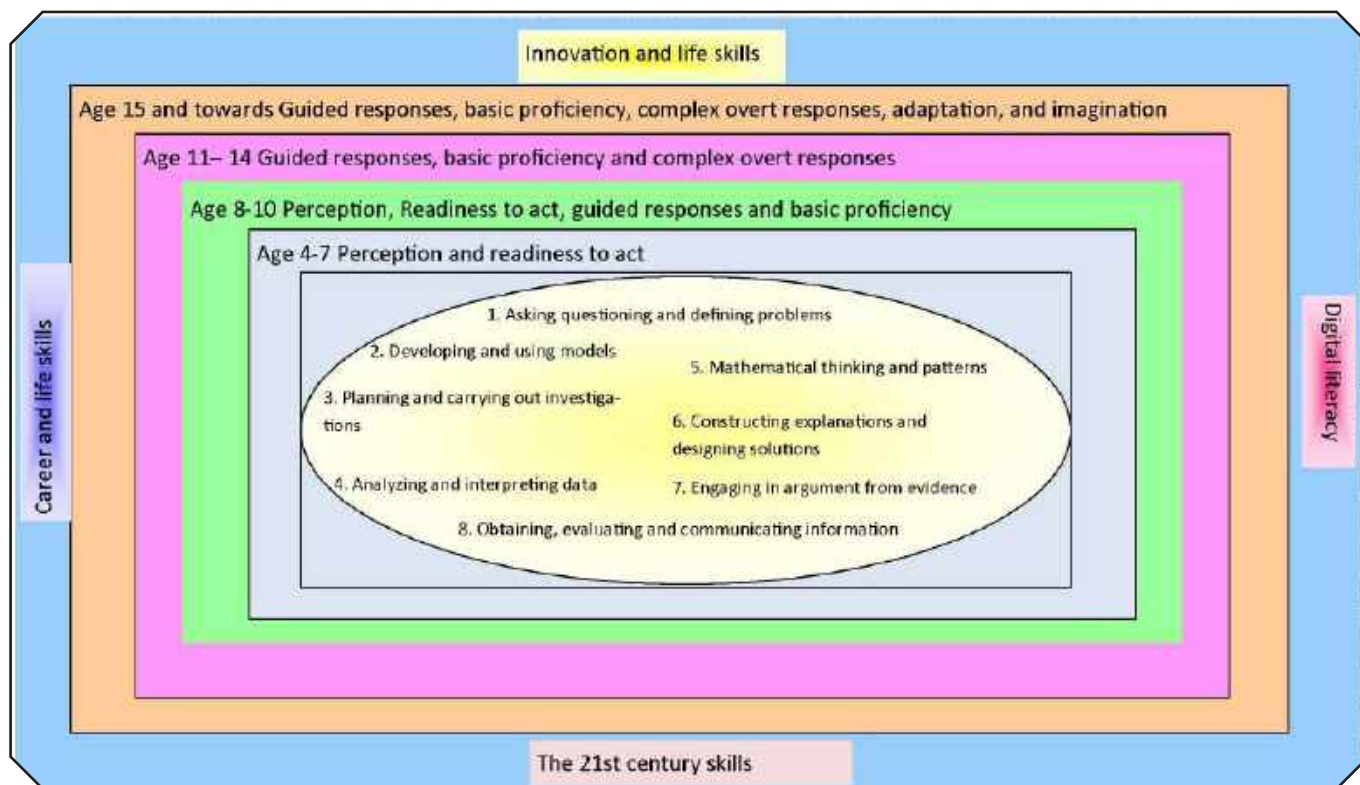 Innovation and life skills
Age 15 and towards Guided responses, basic proficiency, complex overt responses, adaptation, and imagination
Age 11– 14 Guided responses, basic proficiency and complex overt responses
Age 8-10 Perception, Readiness to act, guided responses and basic proficiency
Age 4-7 Perception and readiness to act
1. Asking questioning and defining problems
2. Developing and using models
3. Planning and carrying out investiga-
tions
4. Analyzing and interpreting data
5. Mathematical thinking and patterns
6. Constructing explanations and
designing solutions
7. Engaging in argument from evidence
8. Obtaining, evaluating and communicating information
Career and life skills
Digital literacy
The 21st century skills